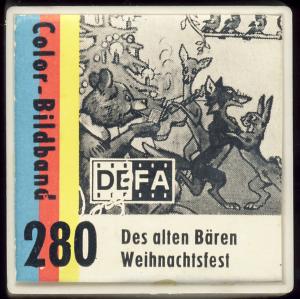 Color-Bildband
DEFA
280
Des alten Bären
Weihnachtsfest